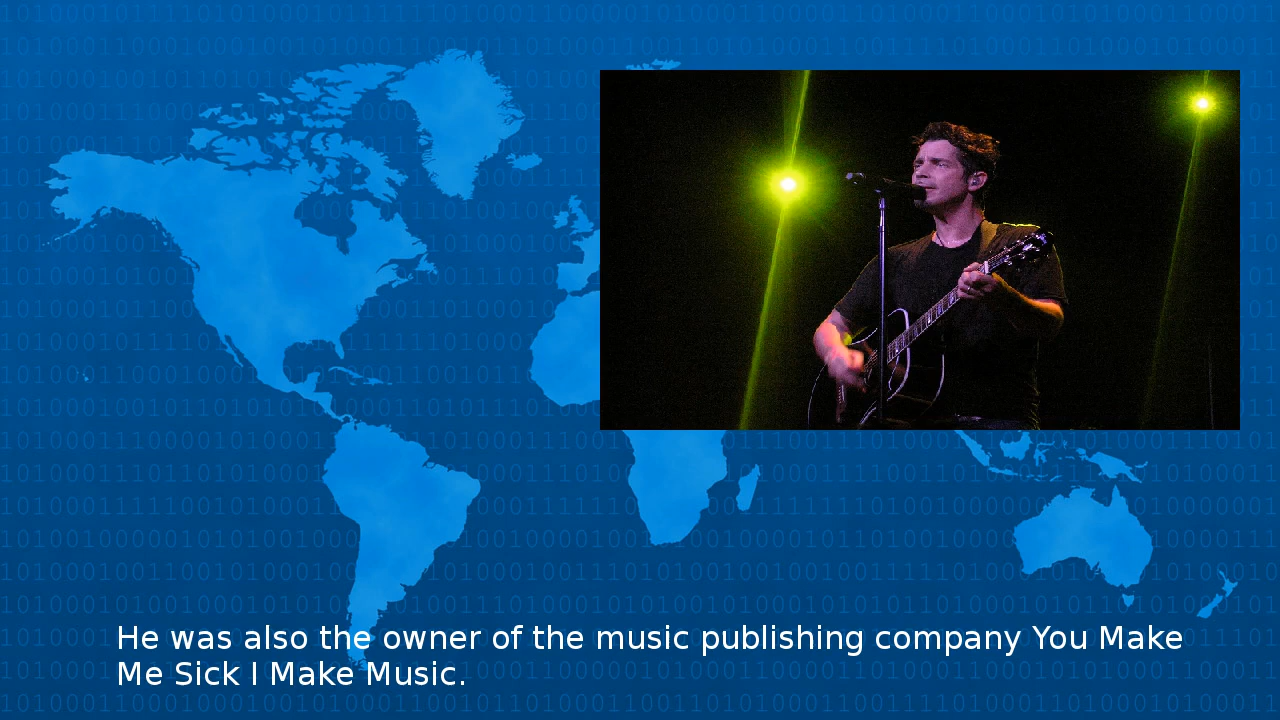 He was also the owner of the music publishing company You Make
Me Sick I Make Music.